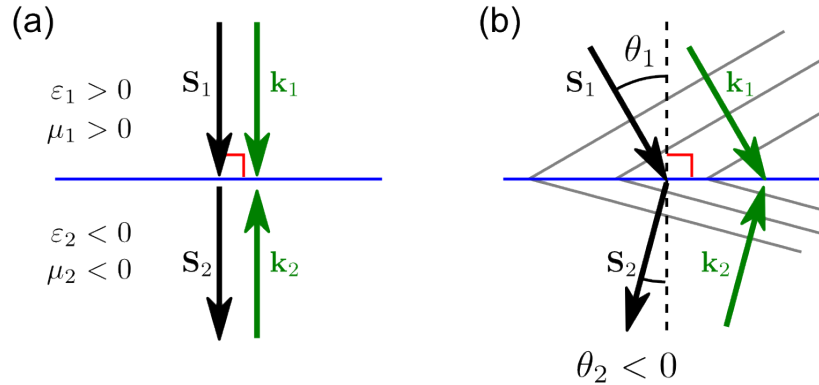 (a)
S₁
k₁
ε₁ > 0
μ₁ > 0
ε₂ < 0
μ₂ < 0
S₂
k₂
(b)
θ₁
S₁
k₁
S₂
k₂
θ₂ < 0